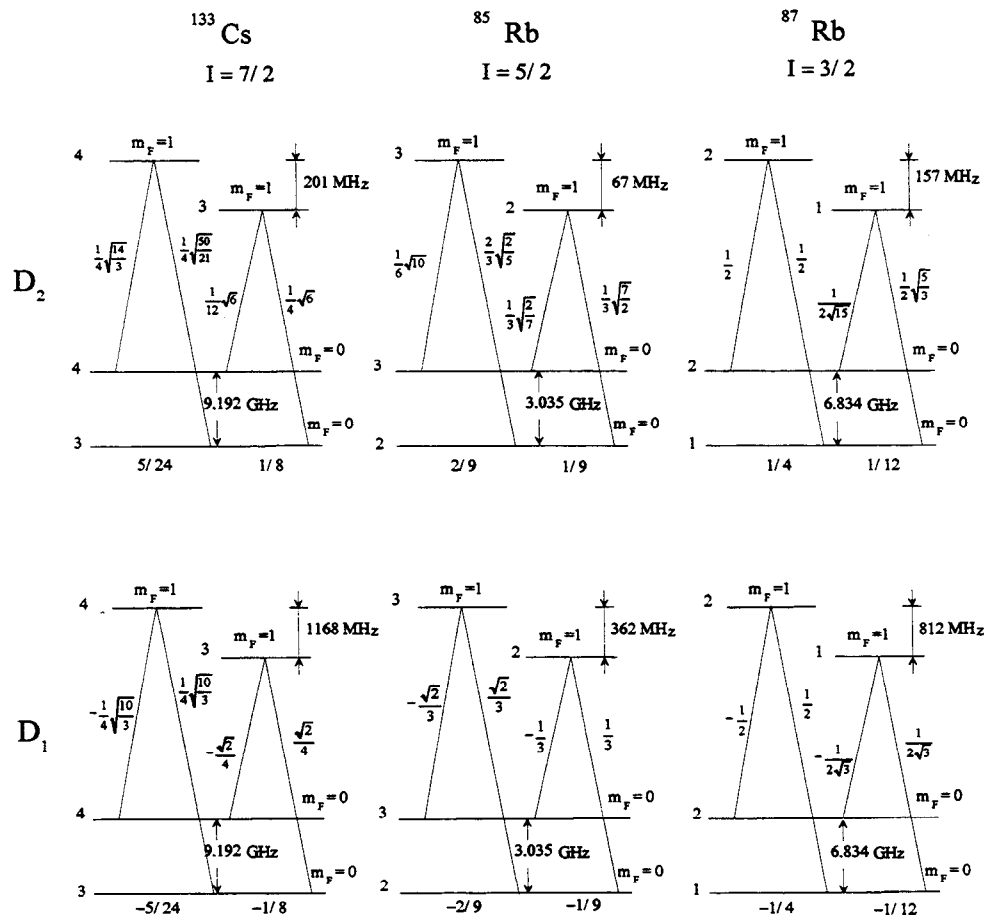 ¹³³Cs ⁸⁵Rb ⁸⁷Rb
I = 7/2 I = 5/2 I = 3/2
D₂
4 m_F=1
201 MHz
3 m_F=1
1/4√(14/3) 1/4√(50/21) 1/12√6 1/4√6
4 m_F=0
9.192 GHz
3 m_F=0
5/24 1/8
3 m_F=1
67 MHz
2 m_F=1
1/6√10 2/3√(2/5) 1/3√(2/7) 1/3√(7/2)
3 m_F=0
3.035 GHz
2 m_F=0
2/9 1/9
2 m_F=1
157 MHz
1 m_F=1
1/2 1/2 1/(2√15) 1/2√(5/3)
2 m_F=0
6.834 GHz
1 m_F=0
1/4 1/12
D₁
4 m_F=1
1168 MHz
3 m_F=1
-1/4√(10/3) 1/4√(10/3) -√2/4 √2/4
4 m_F=0
9.192 GHz
3 m_F=0
-5/24 -1/8
3 m_F=1
362 MHz
2 m_F=1
-√2/3 √2/3 -1/3 1/3
3 m_F=0
3.035 GHz
2 m_F=0
-2/9 -1/9
2 m_F=1
812 MHz
1 m_F=1
-1/2 1/2 -1/(2√3) 1/(2√3)
2 m_F=0
6.834 GHz
1 m_F=0
-1/4 -1/12